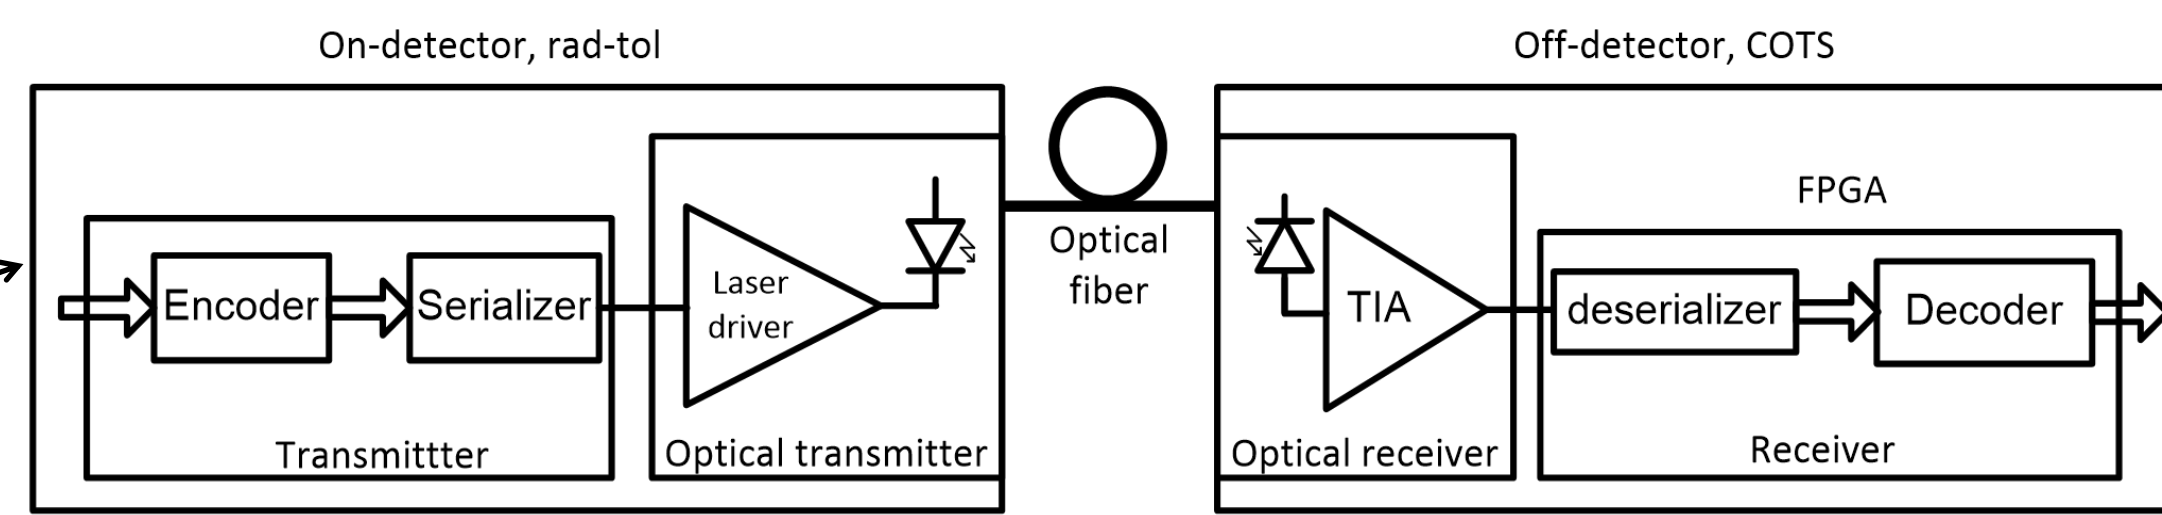 On-detector, rad-tol
Off-detector, COTS
FPGA
Optical
fiber
Encoder
Serializer
Laser
driver
TIA
deserializer
Decoder
Transmittter
Optical transmitter
Optical receiver
Receiver